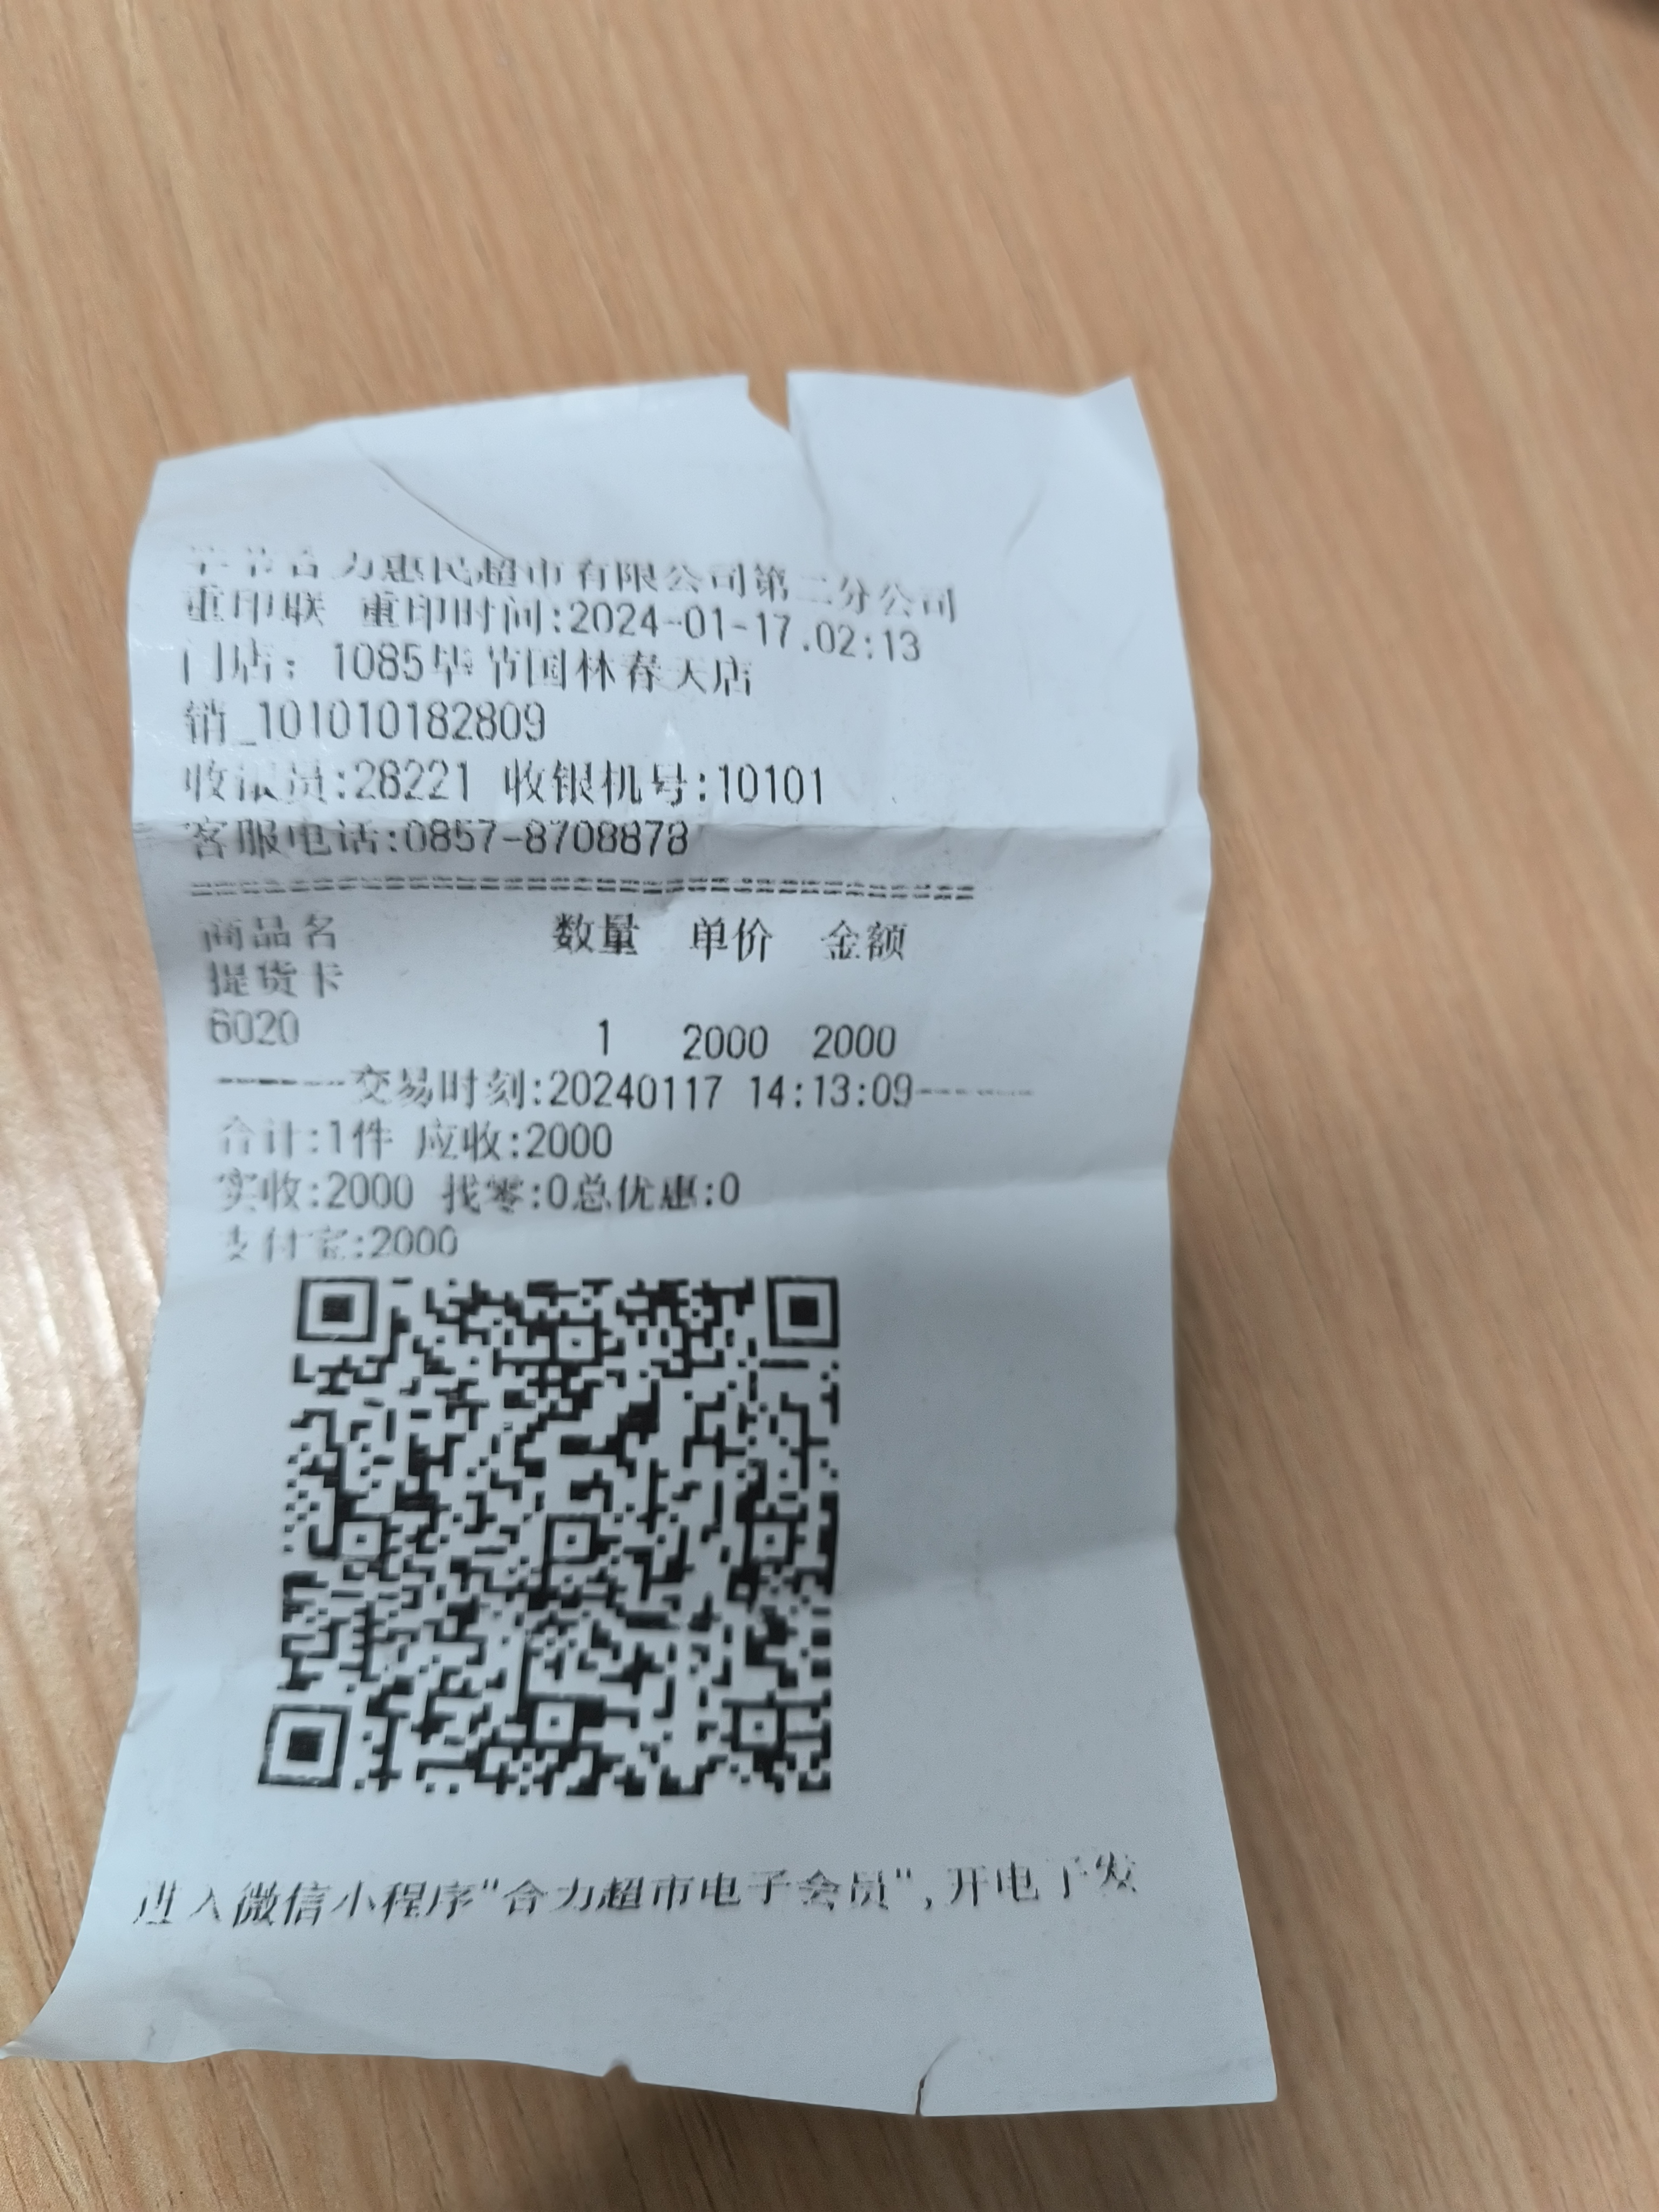 毕节合力惠民超市有限公司第二分公司
重印联 重印时间:2024-01-17.02:13
门店：1085毕节国林春天店
销_101010182809
收银员:28221 收银机号:10101
客服电话:0857-8708878
================================
商品名 数量 单价 金额
提货卡
6020 1 2000 2000
-------交易时刻:20240117 14:13:09-------
合计:1件 应收:2000
实收:2000 找零:0总优惠:0
支付宝:2000
进入微信小程序"合力超市电子会员",开电子发